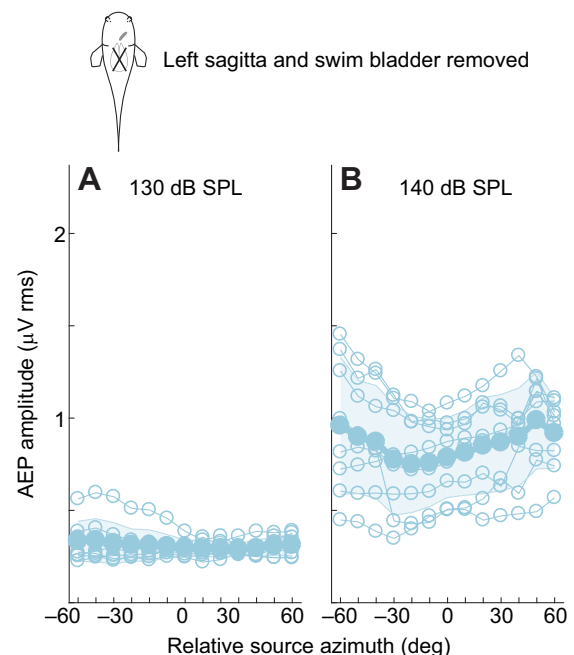 Left sagitta and swim bladder removed
A
130 dB SPL
B
140 dB SPL
AEP amplitude (μV rms)
2
1
–60 –30 0 30 60
–60 –30 0 30 60
Relative source azimuth (deg)